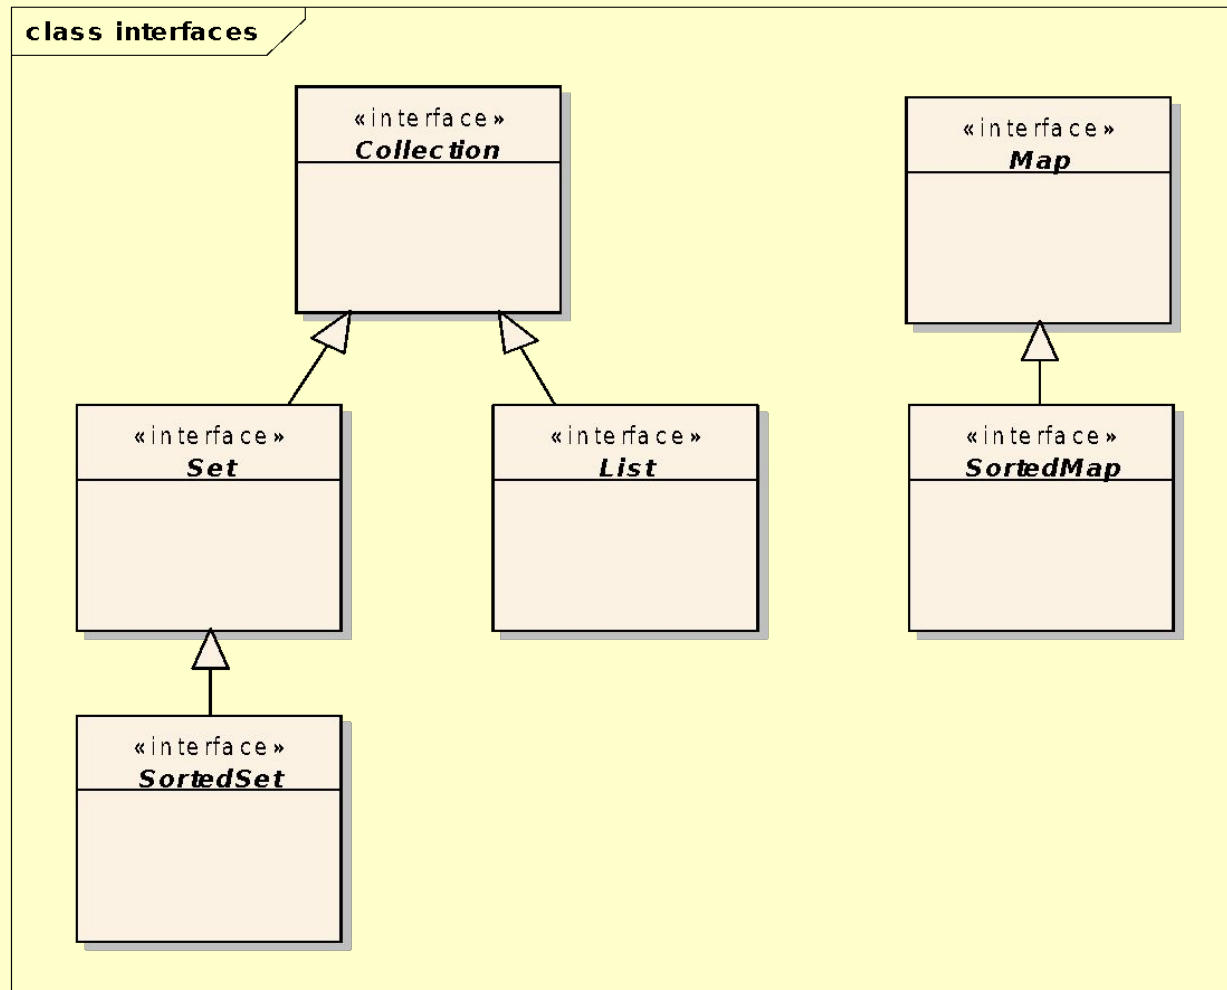 class interfaces
«interface»
Collection
«interface»
Map
«interface»
Set
«interface»
List
«interface»
SortedMap
«interface»
SortedSet